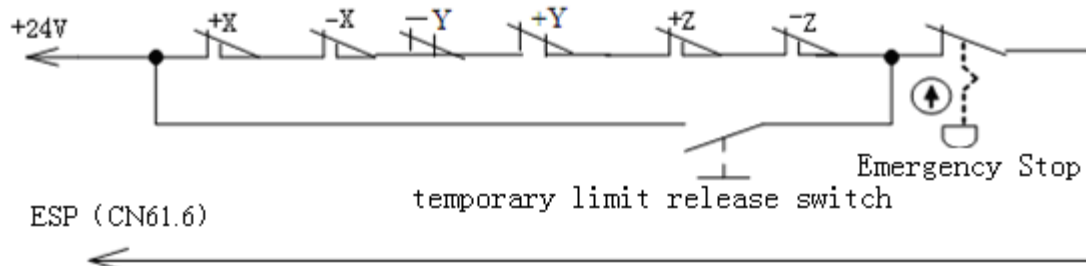 +24V +X -X -Y +Y +Z -Z
Emergency Stop
temporary limit release switch
ESP (CN61.6)